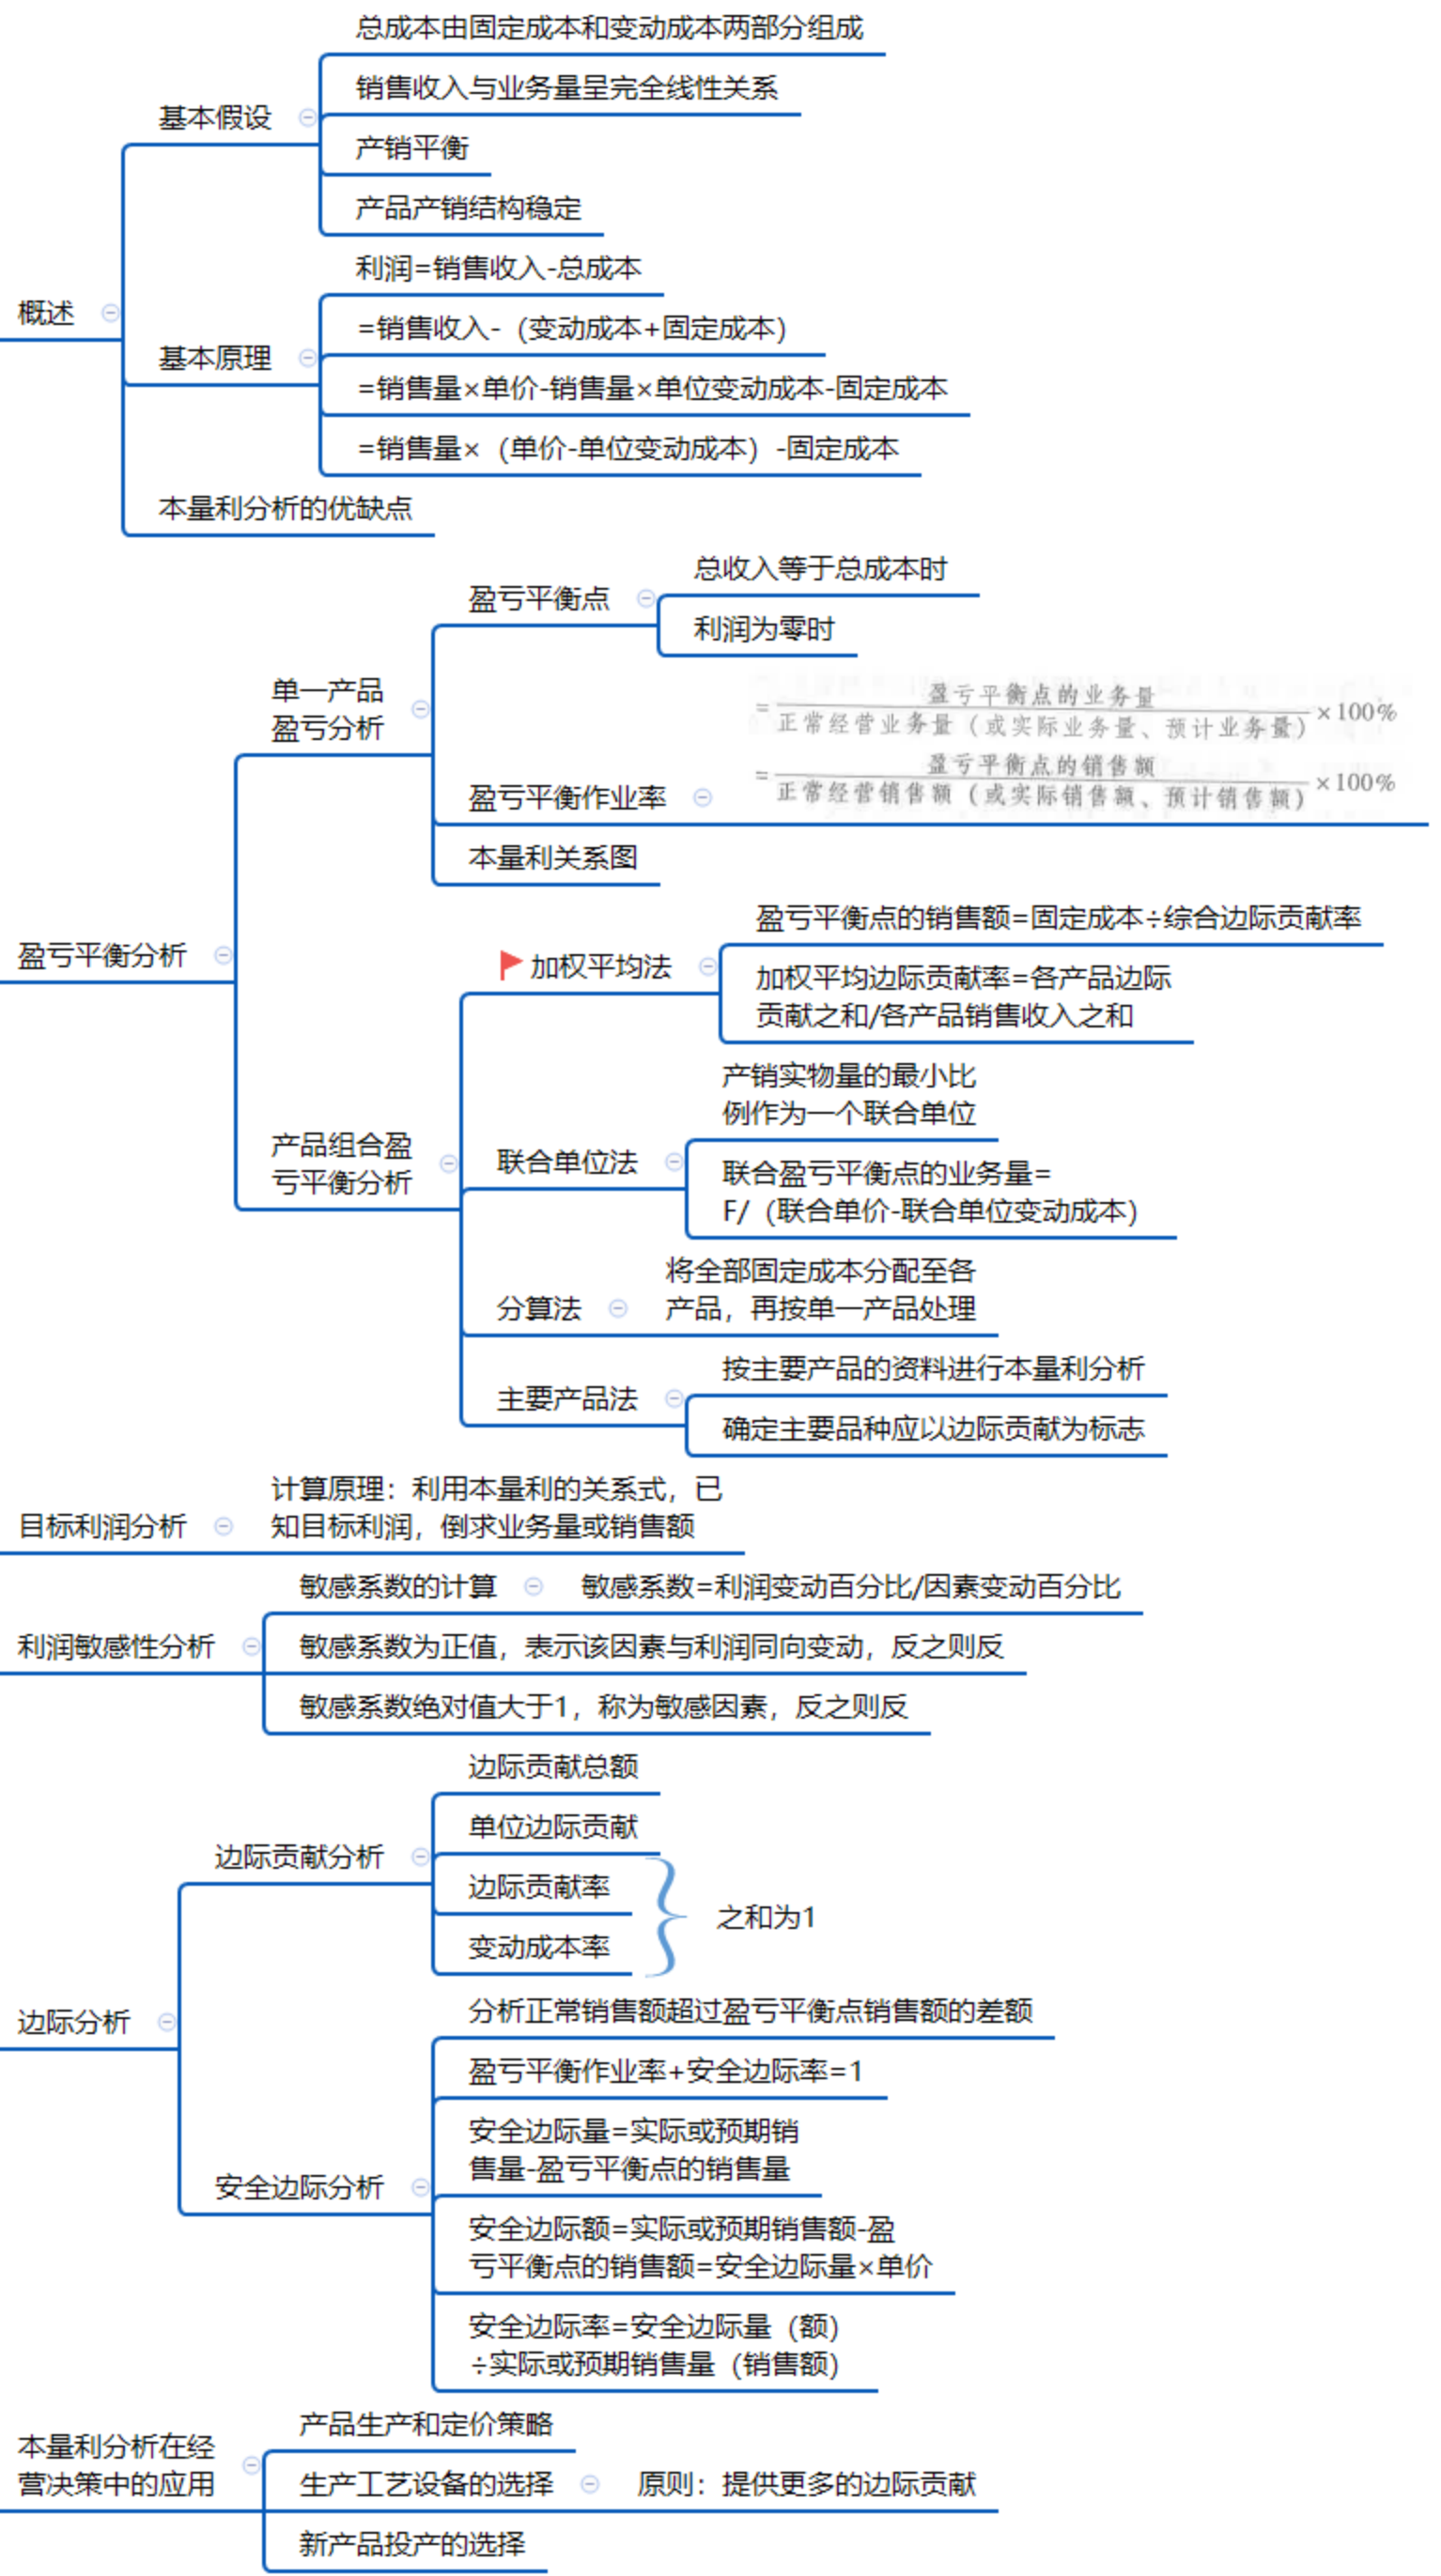 总成本由固定成本和变动成本两部分组成
销售收入与业务量呈完全线性关系
基本假设
产销平衡
产品产销结构稳定
利润=销售收入-总成本
概述
=销售收入-（变动成本+固定成本）
基本原理
=销售量×单价-销售量×单位变动成本-固定成本
=销售量×（单价-单位变动成本）-固定成本
本量利分析的优缺点
总收入等于总成本时
盈亏平衡点
利润为零时
单一产品
盈亏分析
=盈亏平衡点的业务量/正常经营业务量（或实际业务量、预计业务量）×100%
=盈亏平衡点的销售额/正常经营销售额（或实际销售额、预计销售额）×100%
盈亏平衡作业率
本量利关系图
盈亏平衡点的销售额=固定成本÷综合边际贡献率
盈亏平衡分析
加权平均法
加权平均边际贡献率=各产品边际
贡献之和/各产品销售收入之和
产销实物量的最小比
例作为一个联合单位
产品组合盈
亏平衡分析
联合单位法
联合盈亏平衡点的业务量=
F/（联合单价-联合单位变动成本）
将全部固定成本分配至各
产品，再按单一产品处理
分算法
按主要产品的资料进行本量利分析
主要产品法
确定主要品种应以边际贡献为标志
计算原理：利用本量利的关系式，已
知目标利润，倒求业务量或销售额
目标利润分析
敏感系数的计算
敏感系数=利润变动百分比/因素变动百分比
利润敏感性分析
敏感系数为正值，表示该因素与利润同向变动，反之则反
敏感系数绝对值大于1，称为敏感因素，反之则反
边际贡献总额
单位边际贡献
边际贡献分析
边际贡献率
之和为1
变动成本率
分析正常销售额超过盈亏平衡点销售额的差额
边际分析
盈亏平衡作业率+安全边际率=1
安全边际量=实际或预期销
售量-盈亏平衡点的销售量
安全边际分析
安全边际额=实际或预期销售额-盈
亏平衡点的销售额=安全边际量×单价
安全边际率=安全边际量（额）
÷实际或预期销售量（销售额）
产品生产和定价策略
本量利分析在经
营决策中的应用
生产工艺设备的选择
原则：提供更多的边际贡献
新产品投产的选择